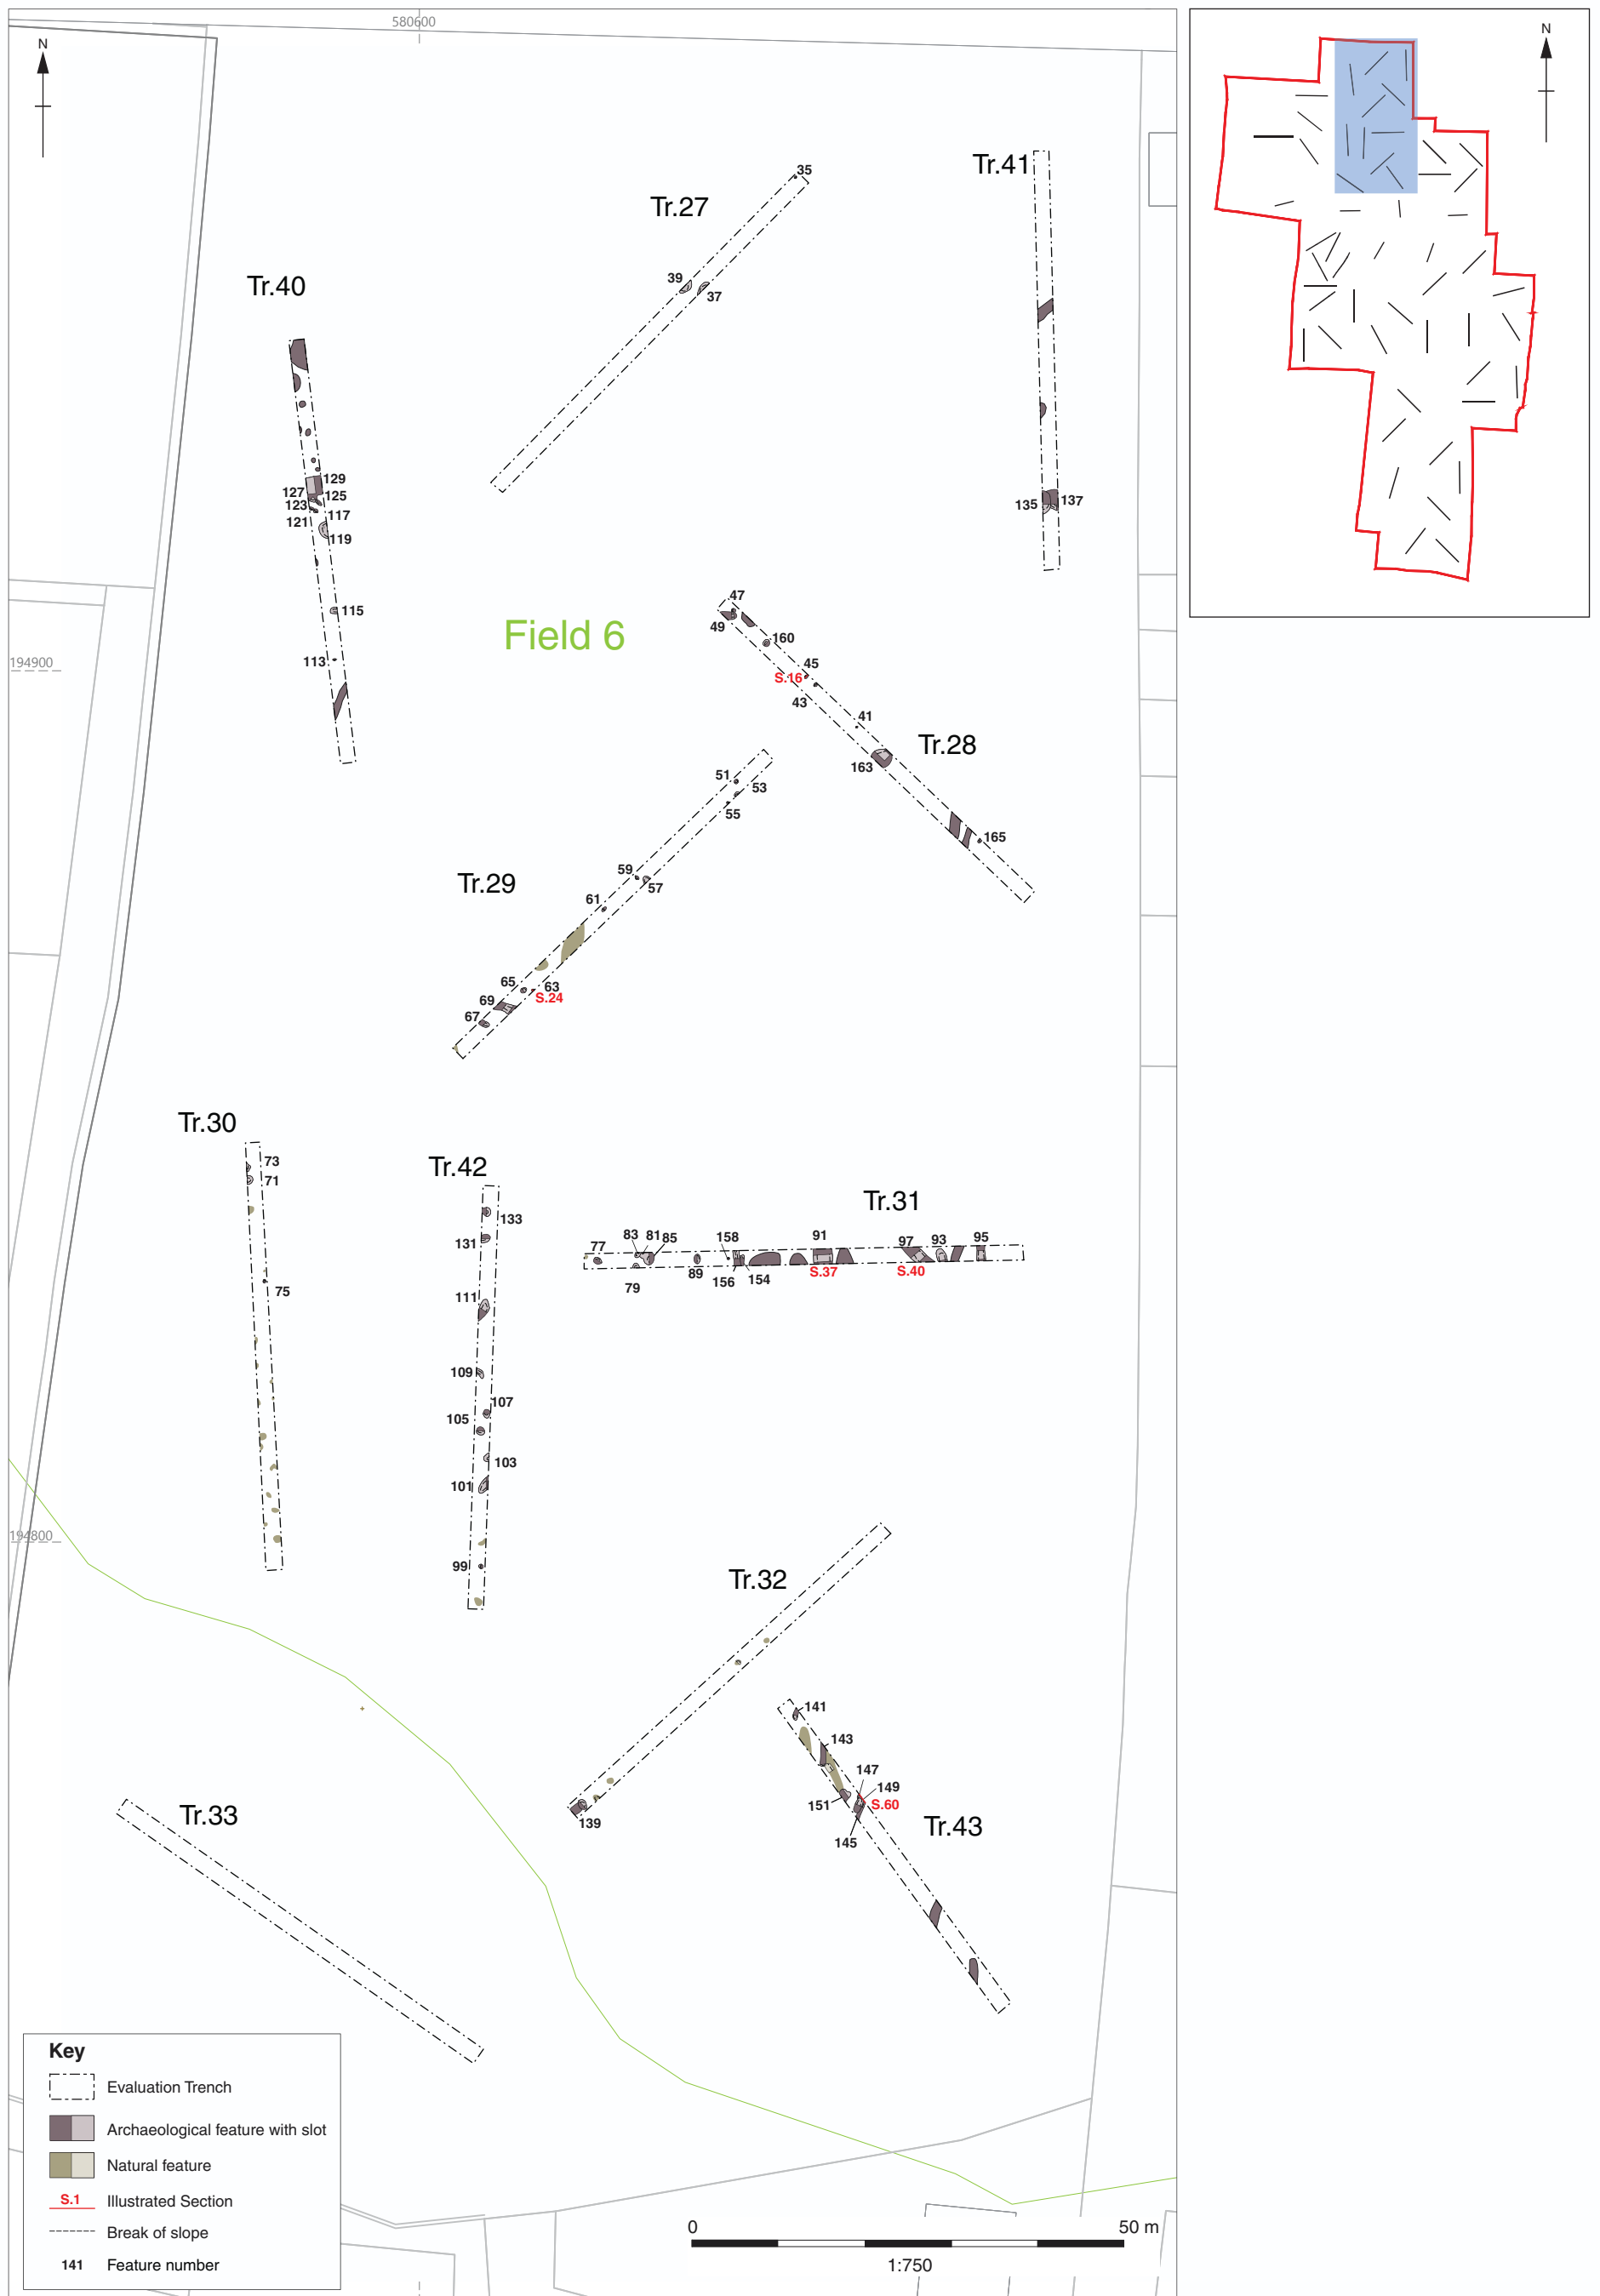 580600
N
N
35
Tr.41
Tr.27
39
37
Tr.40
129
127
125
123
117
121
119
135
137
47
49
160
115
Field 6
45
194900
113
S.16
43
41
Tr.28
163
51
53
55
165
59
57
Tr.29
61
65
63
S.24
69
67
Tr.30
73
71
Tr.42
Tr.31
133
131
83
81
85
158
91
97
93
95
77
79
89
156
154
S.37
S.40
75
111
109
107
105
103
101
194800
99
Tr.32
141
143
147
149
S.60
151
145
Tr.43
139
Tr.33
Key
Evaluation Trench
Archaeological feature with slot
Natural feature
S.1 Illustrated Section
Break of slope
141 Feature number
0 50 m
1:750